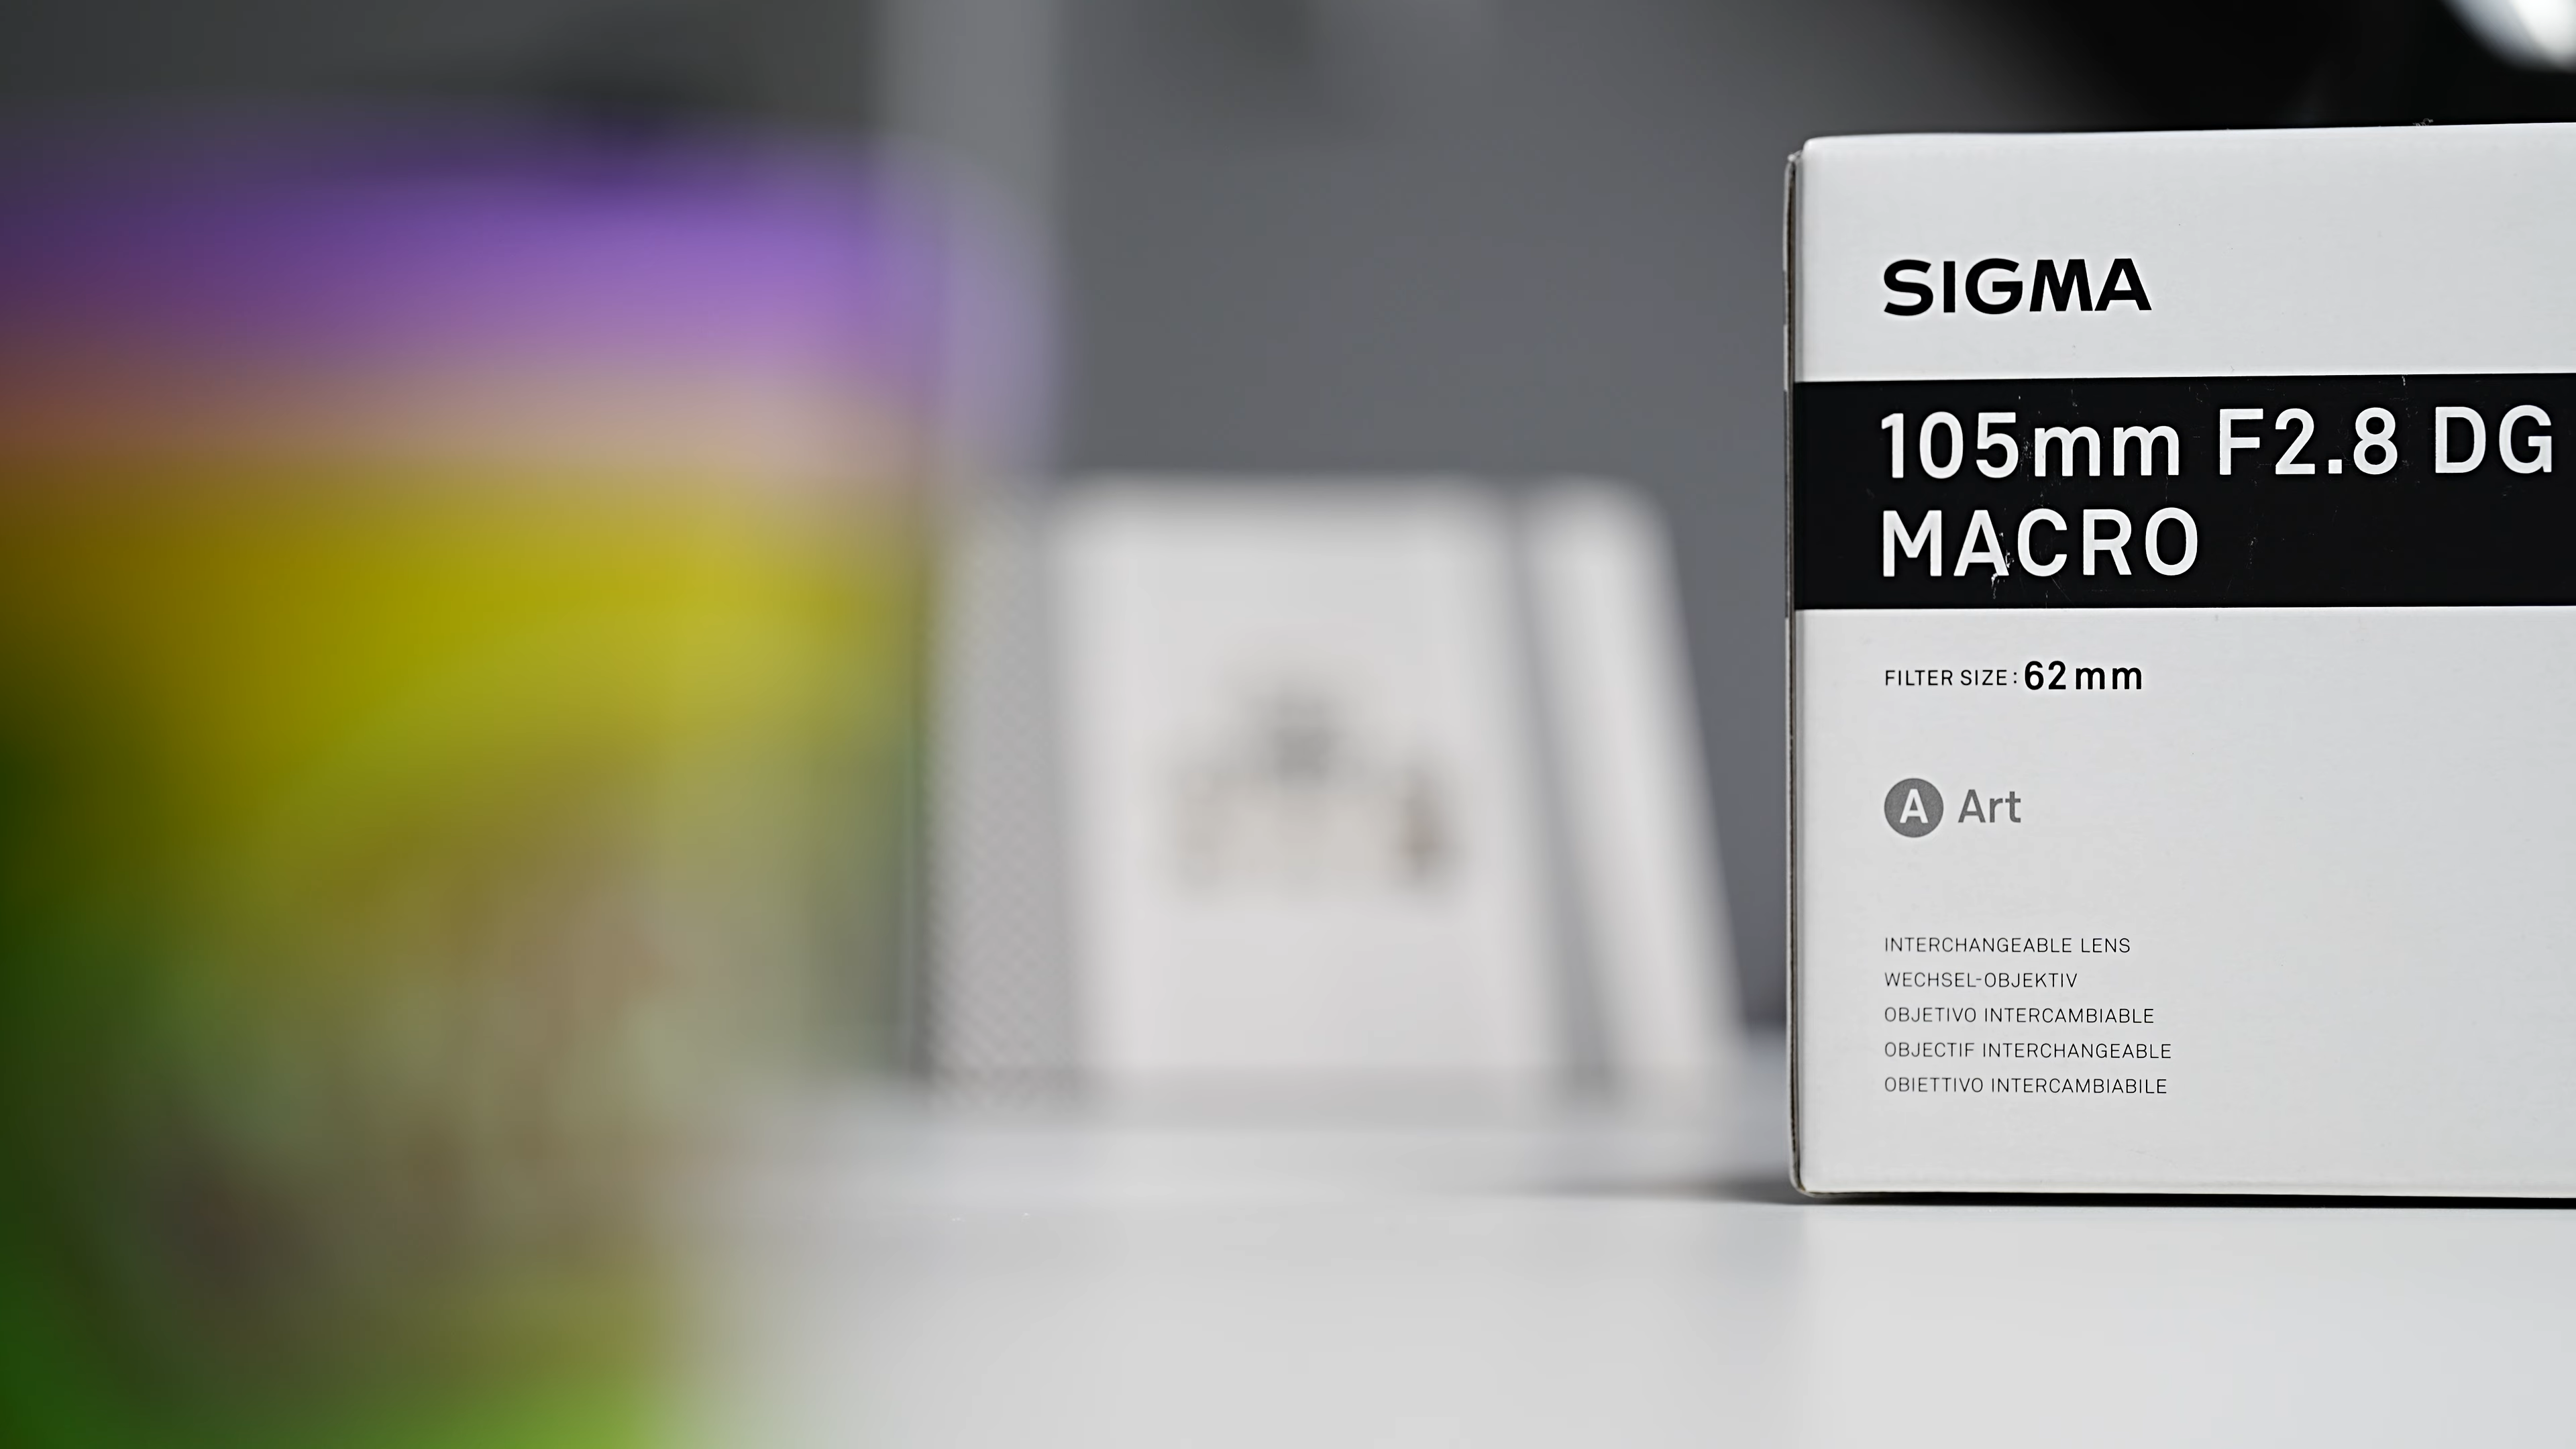 SIGMA
105mm F2.8 DG
MACRO
FILTER SIZE: 62mm
A Art
INTERCHANGEABLE LENS
WECHSEL-OBJEKTIV
OBJETIVO INTERCAMBIABLE
OBJECTIF INTERCHANGEABLE
OBIETTIVO INTERCAMBIABILE